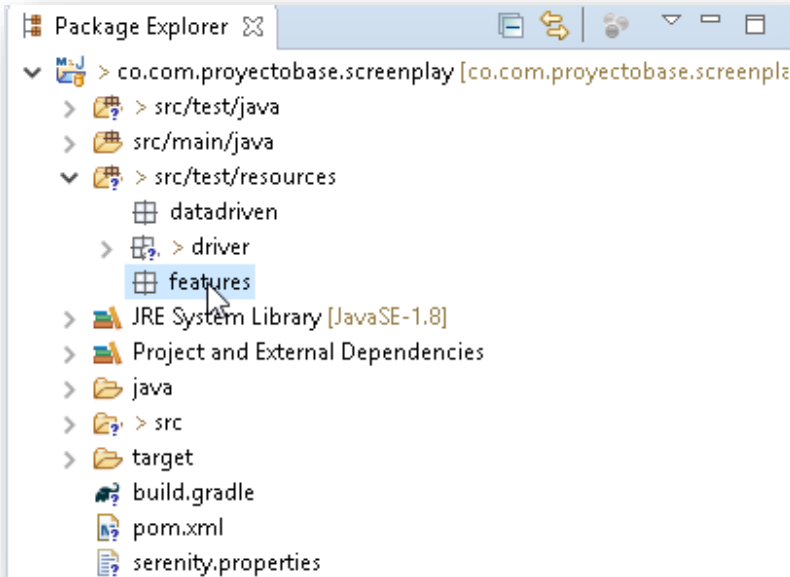 Package Explorer
> co.com.proyectobase.screenplay [co.com.proyectobase.screenpla
> src/test/java
src/main/java
> src/test/resources
datadriven
> driver
features
JRE System Library [JavaSE-1.8]
Project and External Dependencies
java
> src
target
build.gradle
pom.xml
serenity.properties